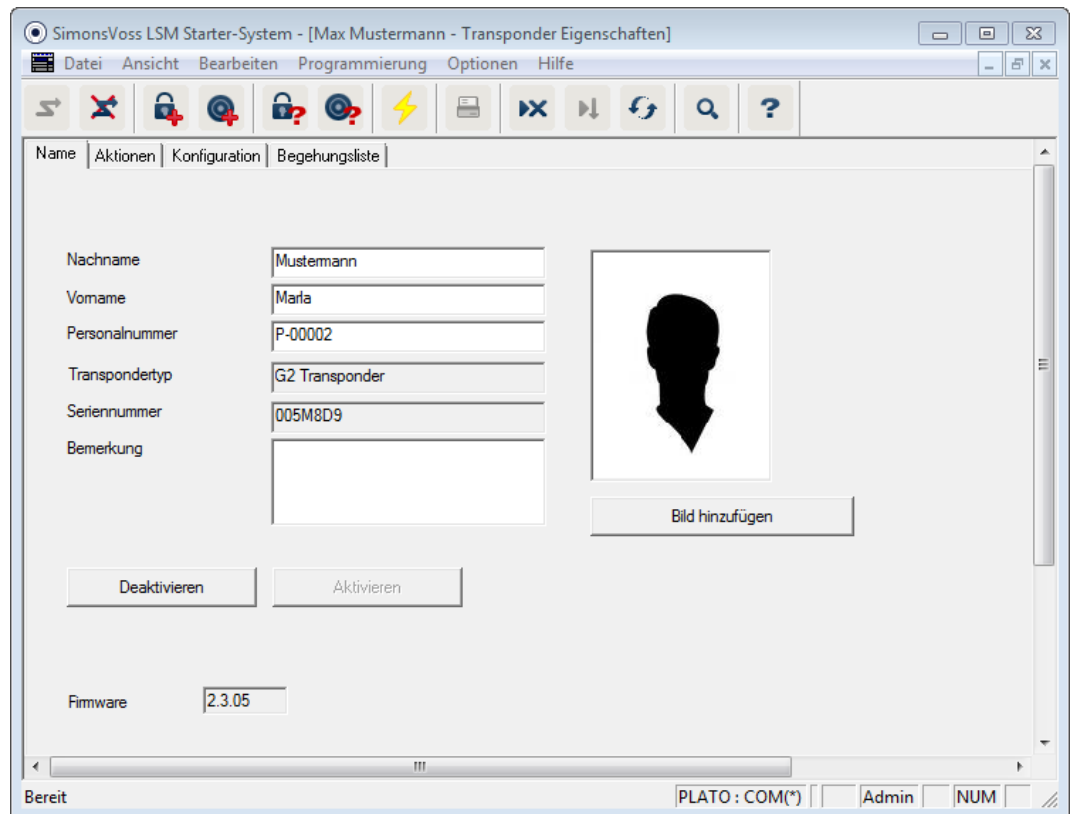 SimonsVoss LSM Starter-System - [Max Mustermann - Transponder Eigenschaften]
Datei Ansicht Bearbeiten Programmierung Optionen Hilfe
Name Aktionen Konfiguration Begehungsliste
Nachname Mustermann
Vorname Marla
Personalnummer P-00002
Transpondertyp G2 Transponder
Seriennummer 005M8D9
Bemerkung
Bild hinzufügen
Deaktivieren Aktivieren
Firmware 2.3.05
Bereit PLATO : COM(*) Admin NUM